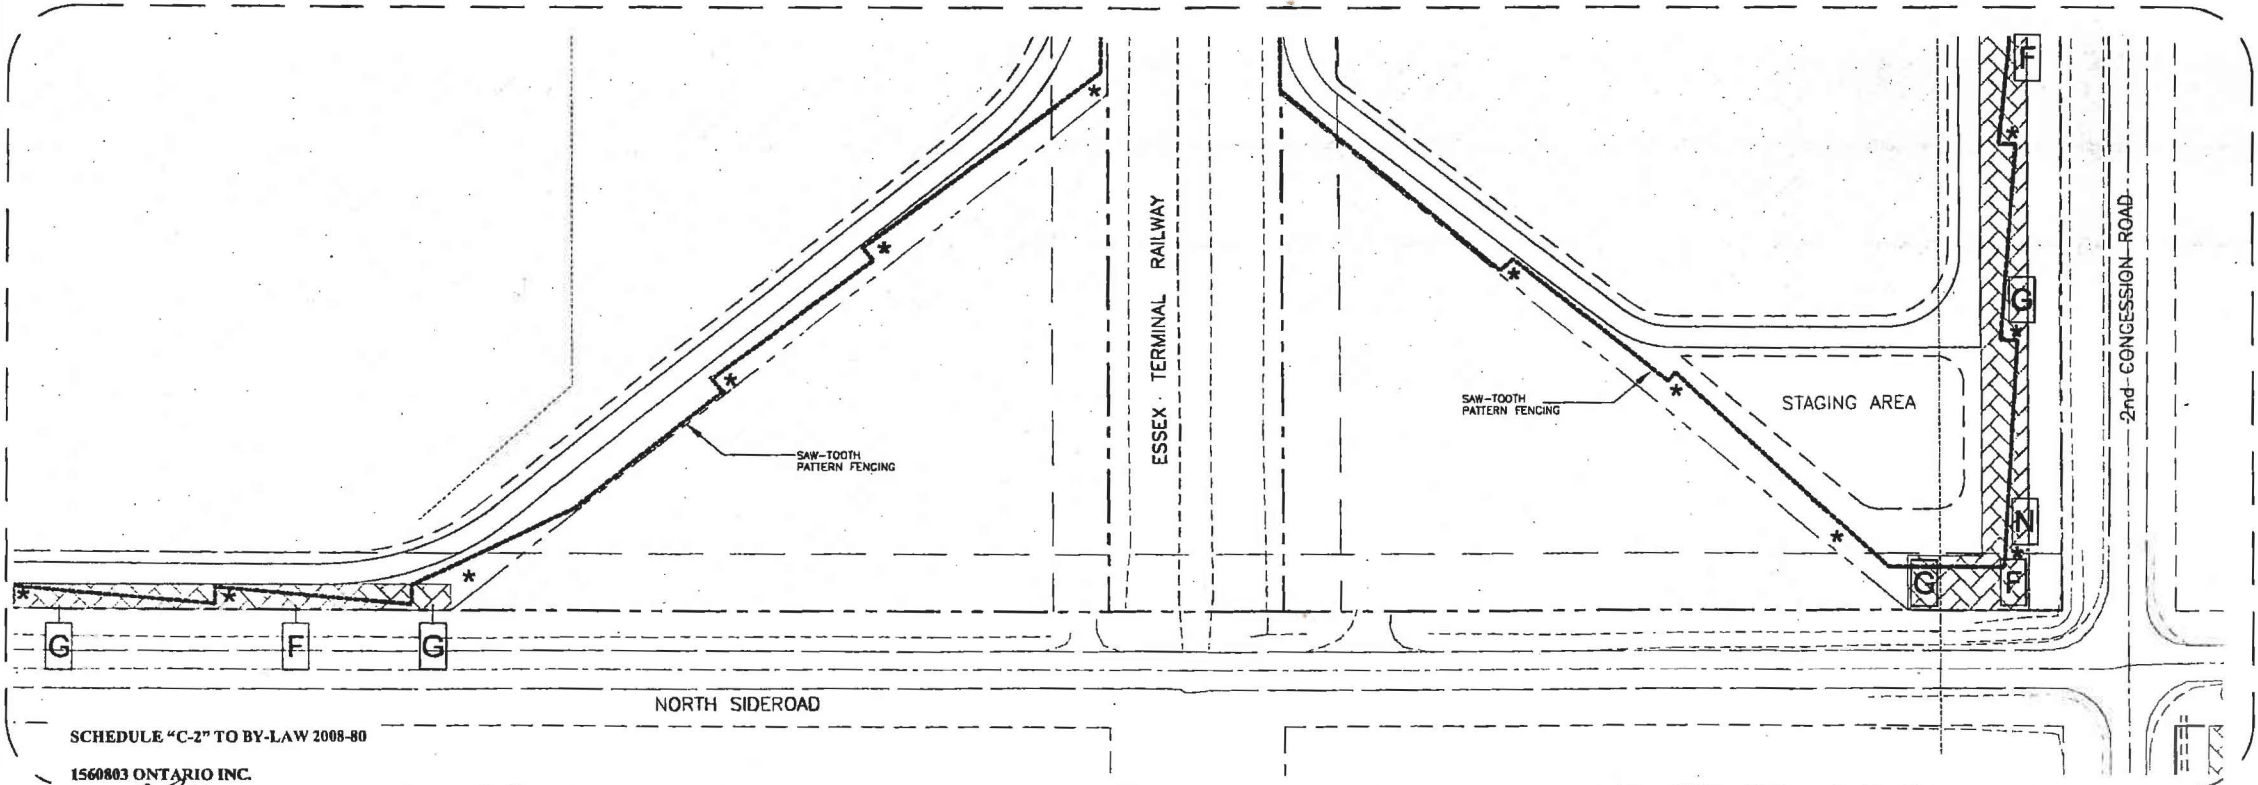 F
*
*
*
G
*
*
*
*
*
ESSEX TERMINAL RAILWAY
2nd CONCESSION ROAD
SAW-TOOTH
PATTERN FENCING
STAGING AREA
SAW-TOOTH
PATTERN FENCING
N
*
*
*
G
F
*
*
G
F
G
NORTH SIDEROAD
SCHEDULE “C-2” TO BY-LAW 2008-80
1560803 ONTARIO INC.